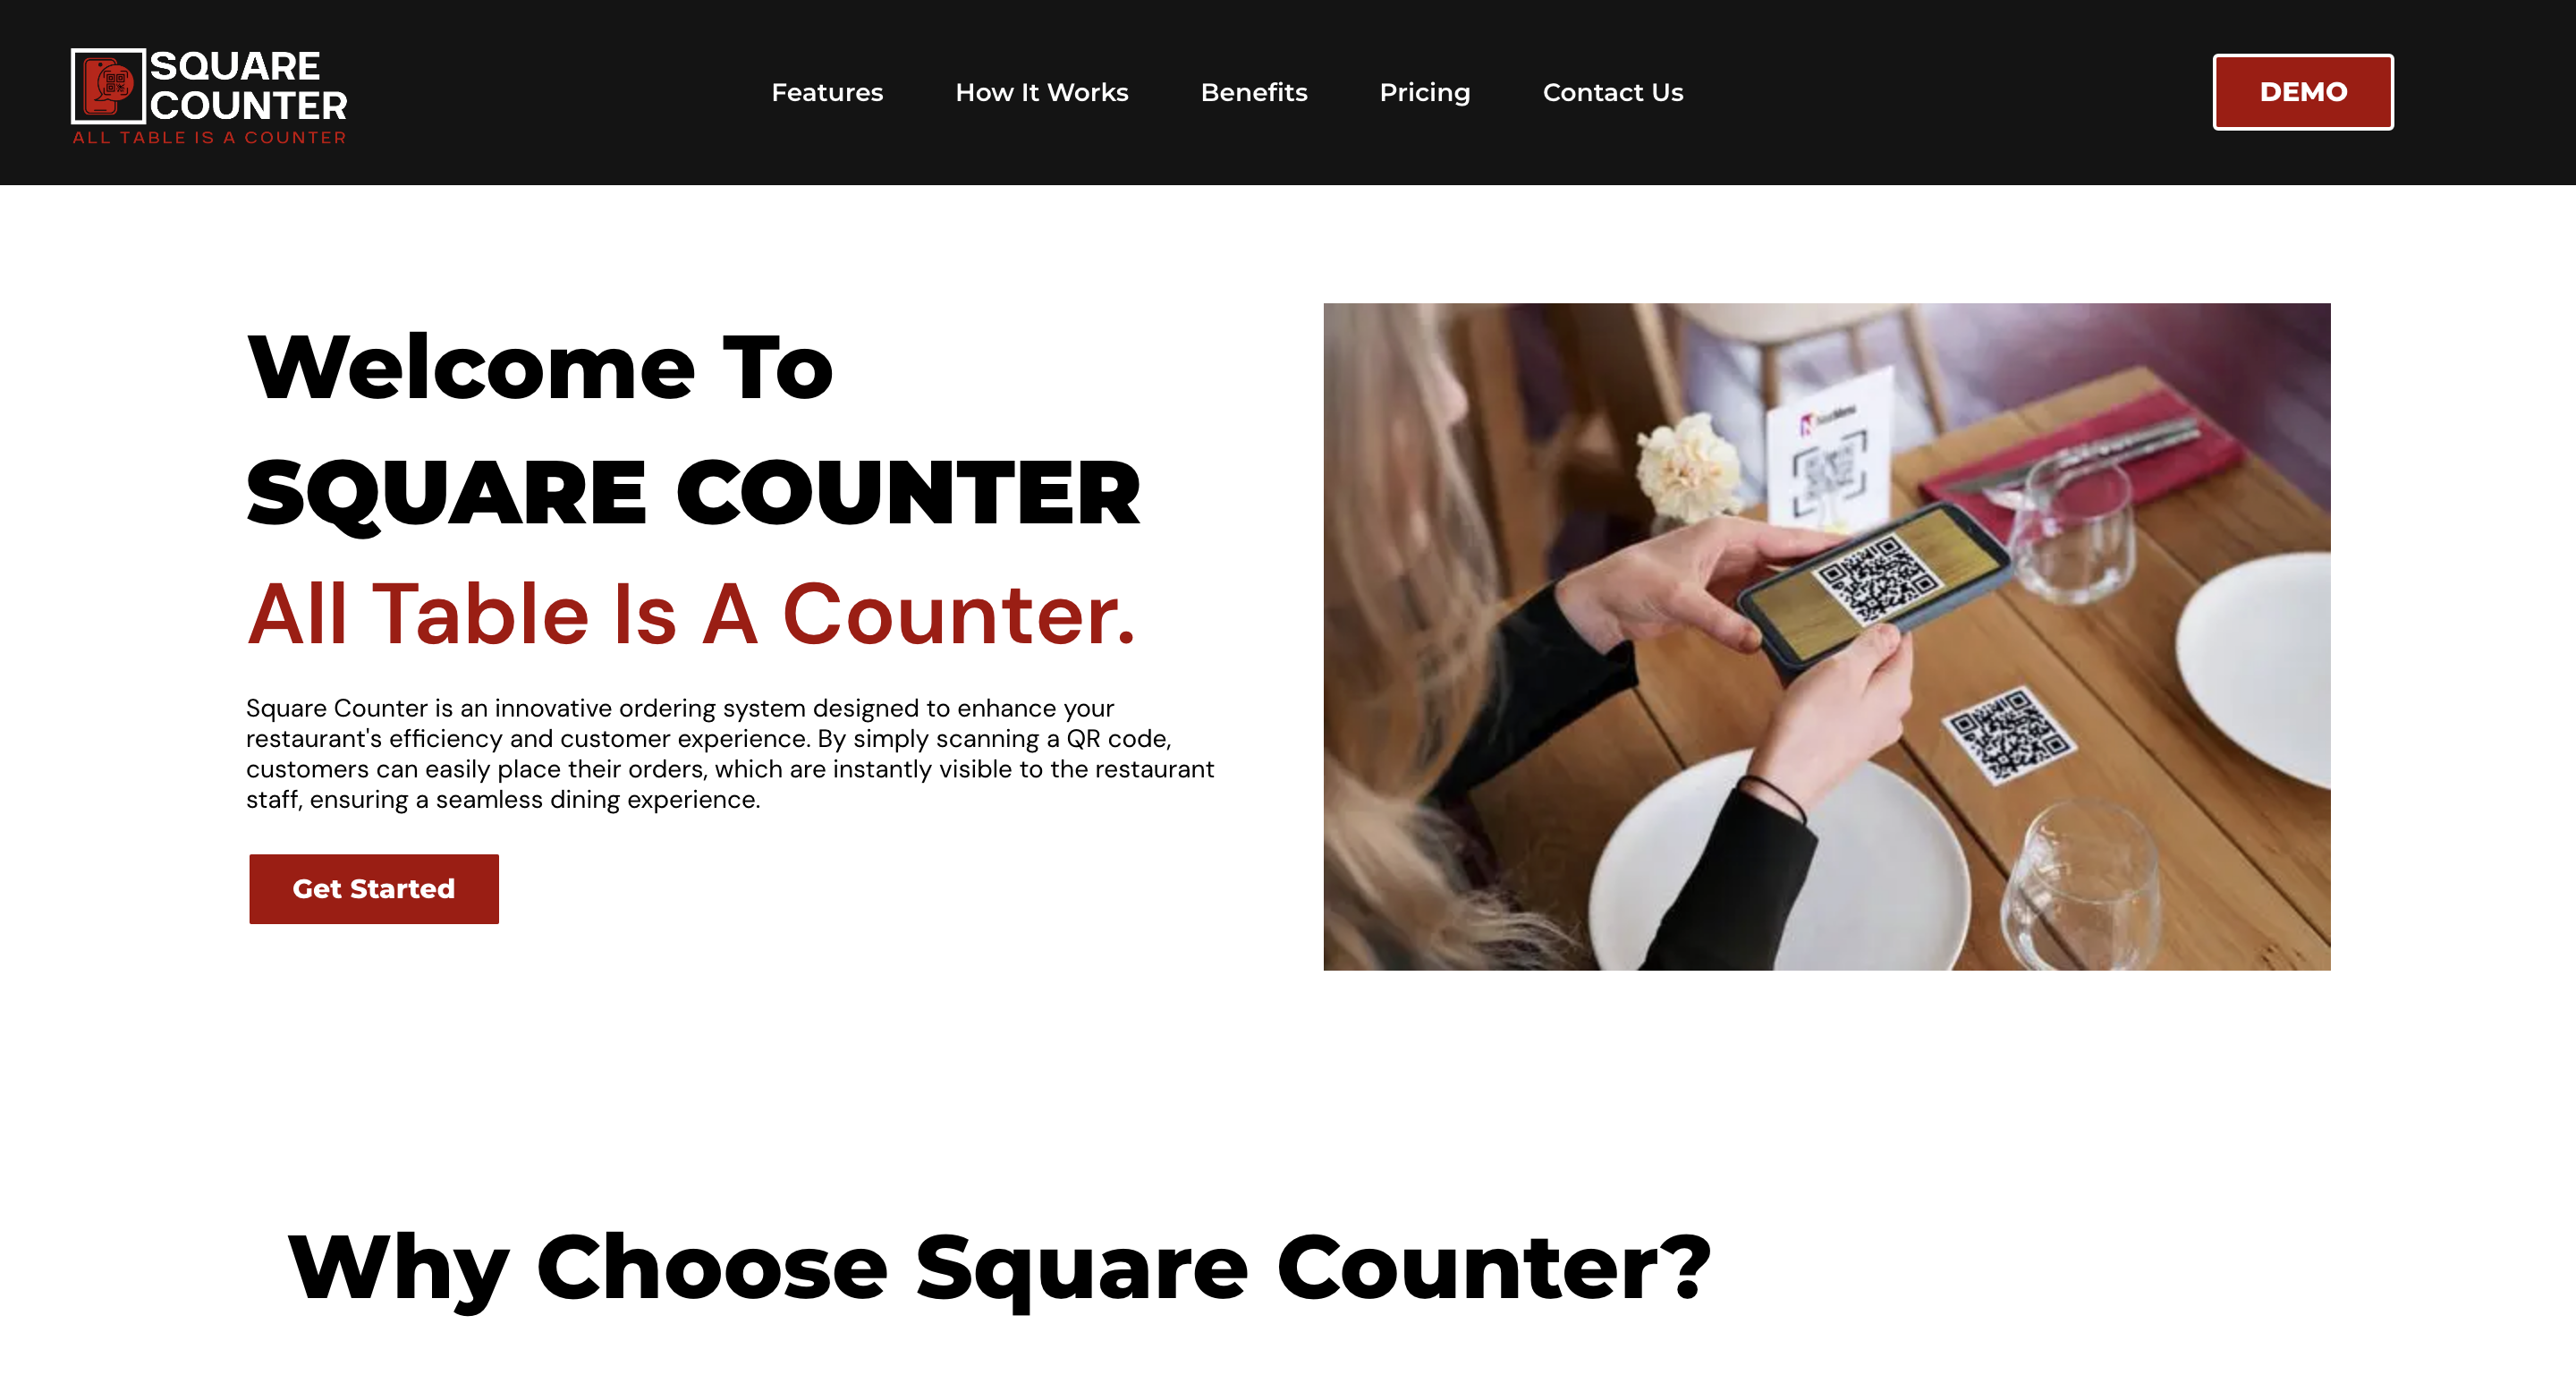 SQUARE
COUNTER
ALL TABLE IS A COUNTER
Features
How It Works
Benefits
Pricing
Contact Us
DEMO
Welcome To
SQUARE COUNTER
All Table Is A Counter.
Square Counter is an innovative ordering system designed to enhance your
restaurant's efficiency and customer experience. By simply scanning a QR code,
customers can easily place their orders, which are instantly visible to the restaurant
staff, ensuring a seamless dining experience.
Get Started
Why Choose Square Counter?